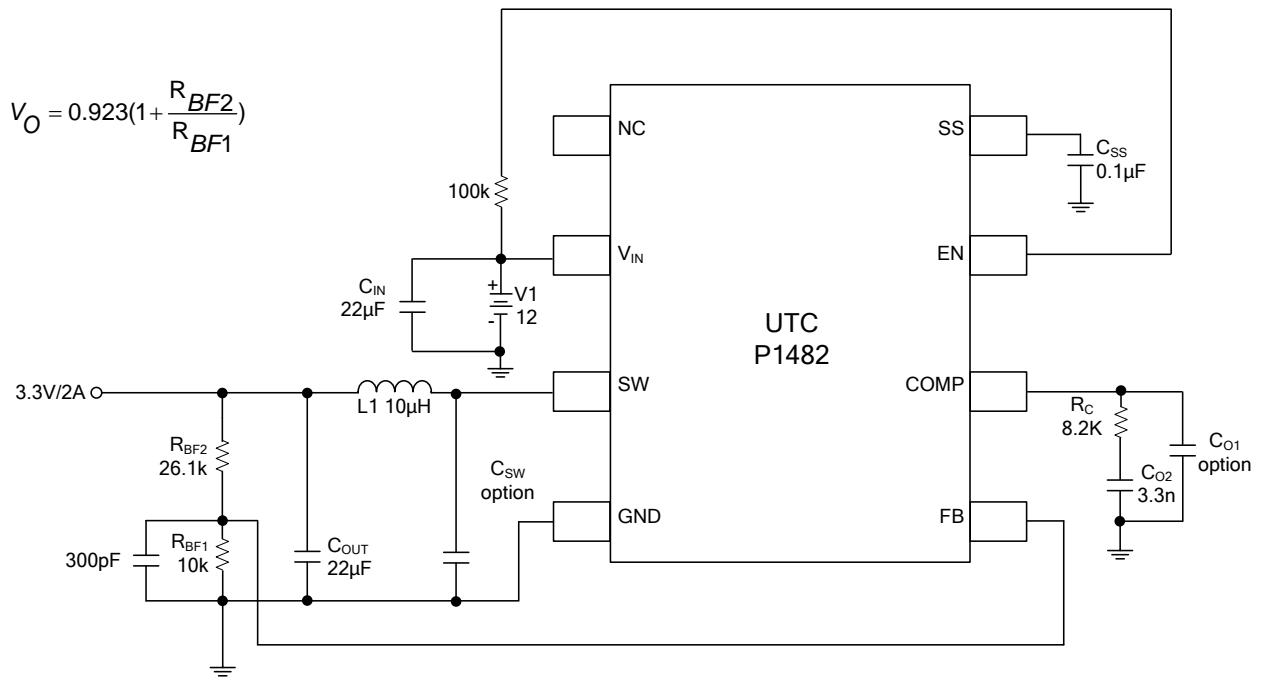 V_O = 0.923(1+ R_BF2 / R_BF1)
NC
SS
C_SS
0.1µF
100k
V_IN
EN
C_IN
22µF
+
V1
12
-
UTC
P1482
3.3V/2A
SW
COMP
L1 10µH
R_C
8.2K
C_O1
option
R_BF2
26.1k
C_SW
option
C_O2
3.3n
GND
FB
300pF
R_BF1
10k
C_OUT
22µF